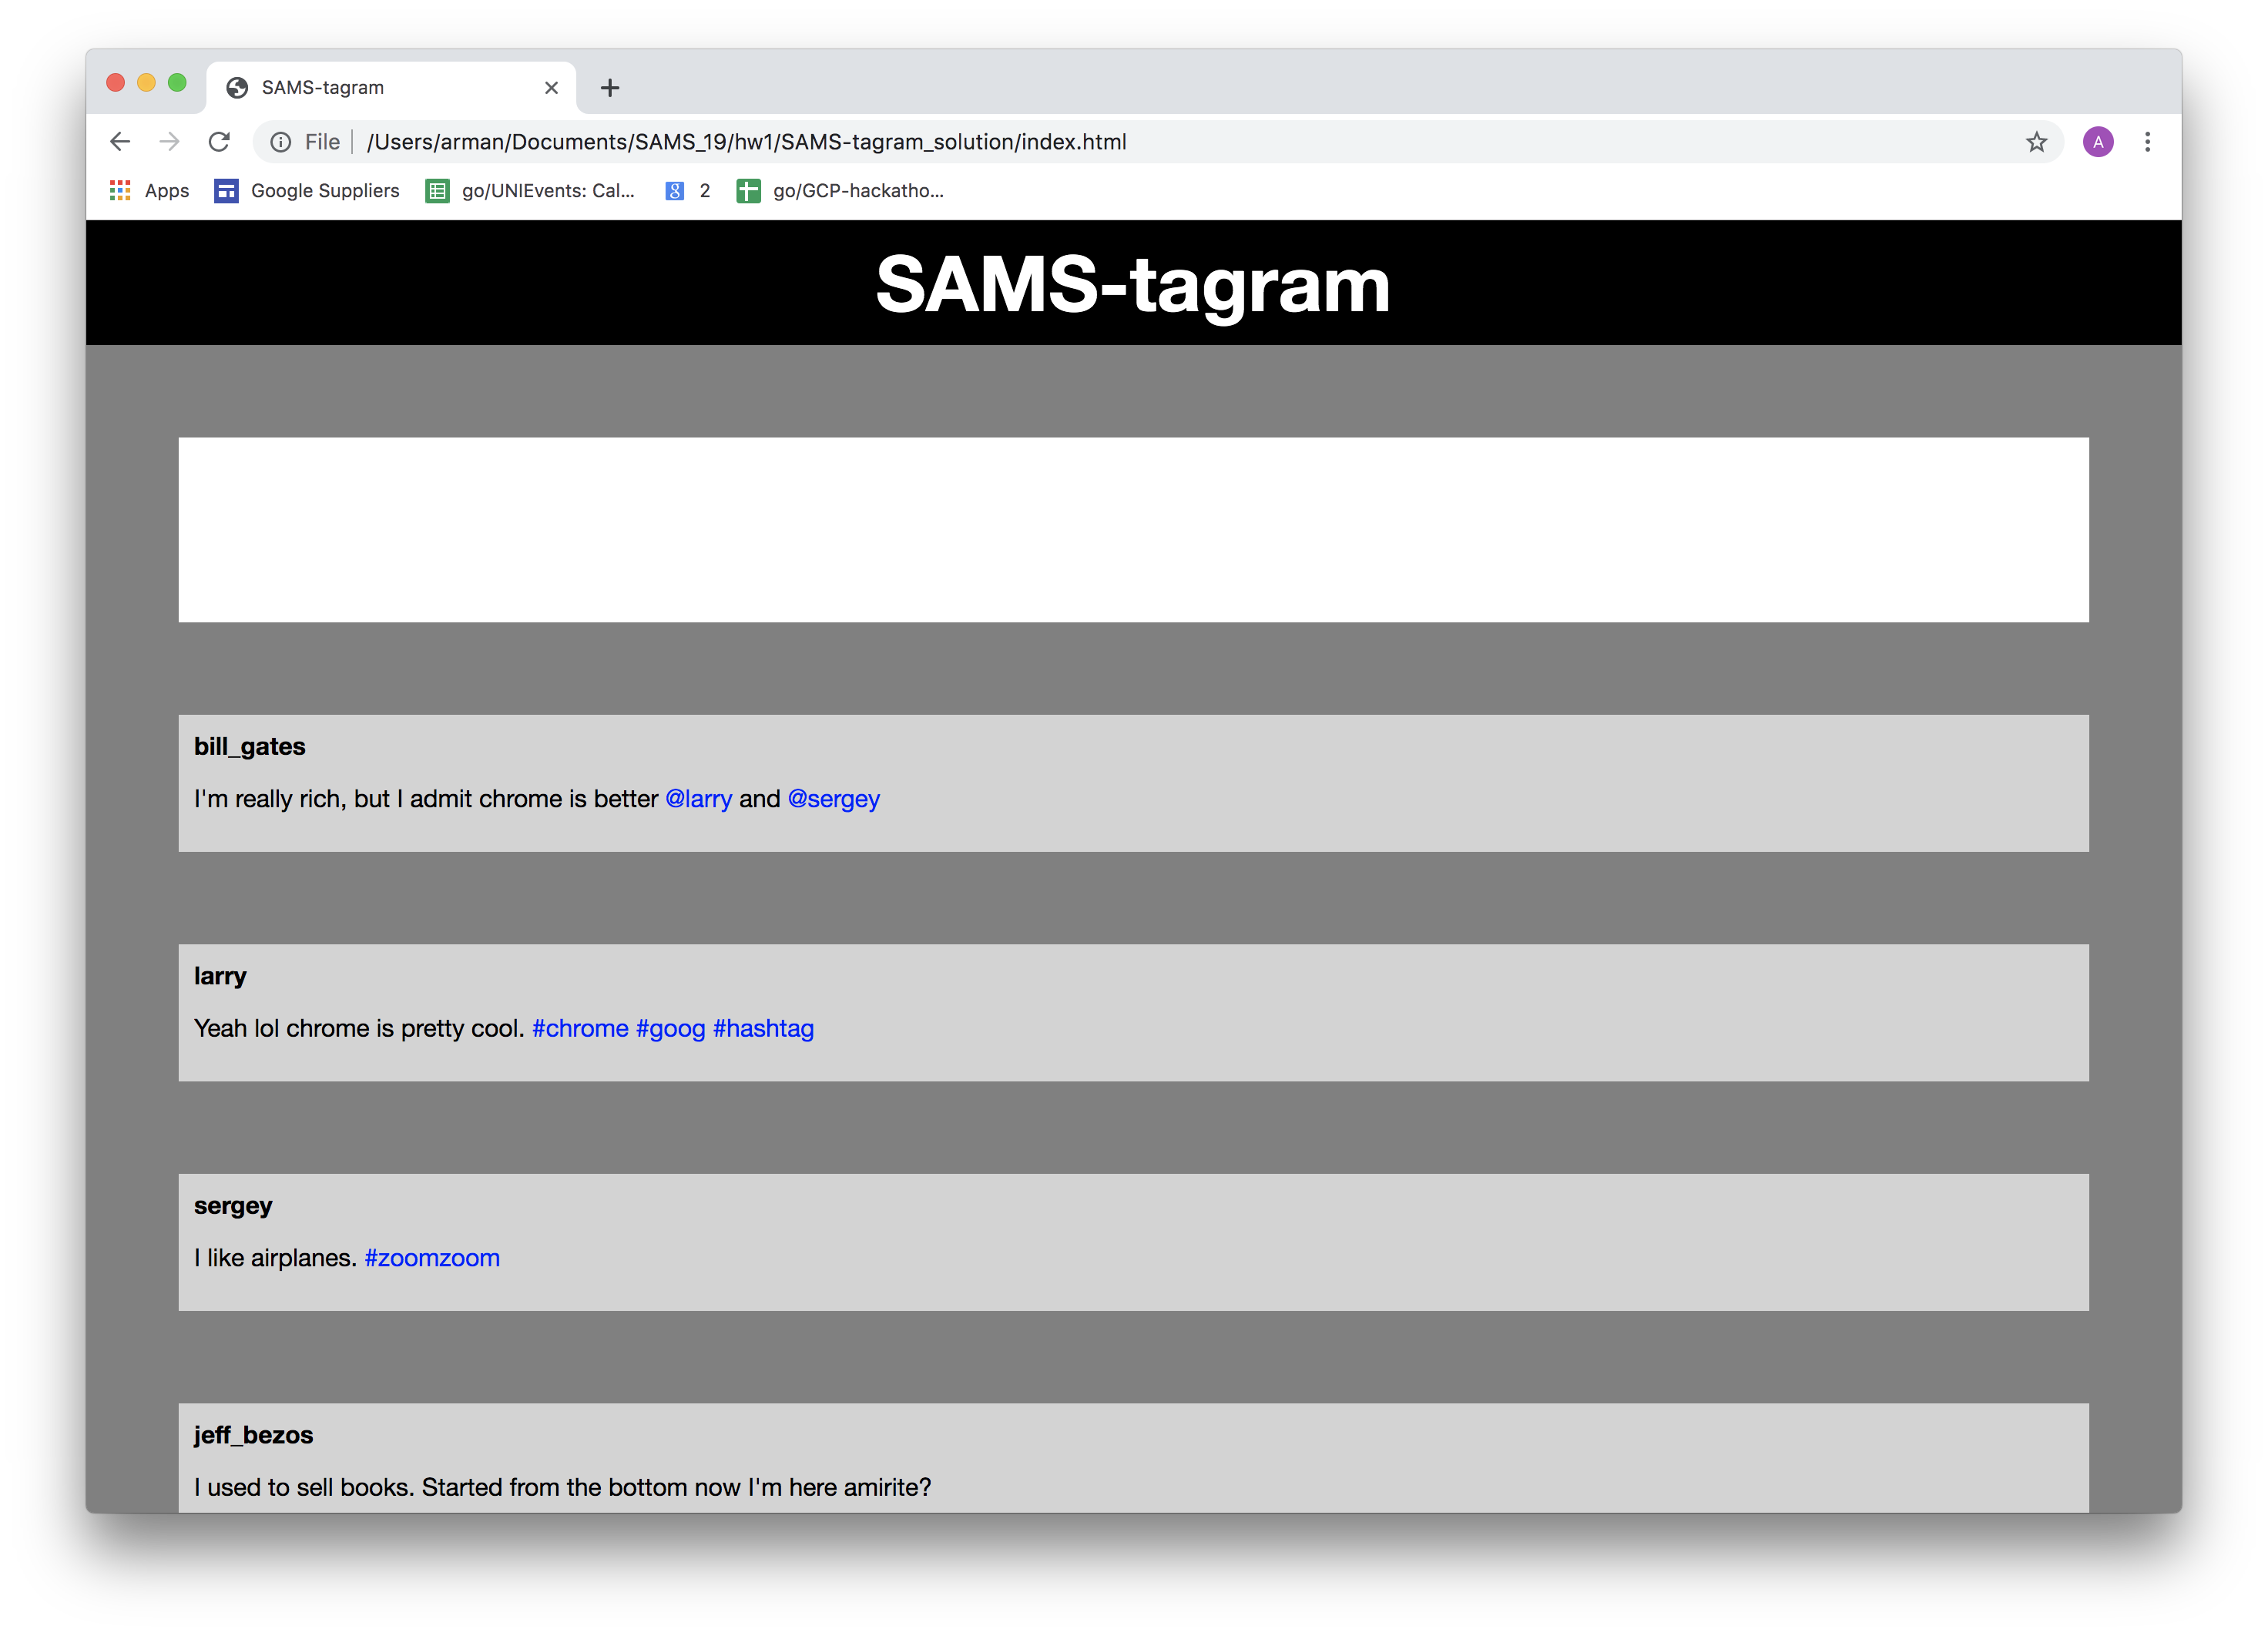 SAMS-tagram
File | /Users/arman/Documents/SAMS_19/hw1/SAMS-tagram_solution/index.html A
Apps Google Suppliers go/UNIEvents: Cal... 8 2 go/GCP-hackatho...
SAMS-tagram
bill_gates
I'm really rich, but I admit chrome is better @larry and @sergey
larry
Yeah lol chrome is pretty cool. #chrome #goog #hashtag
sergey
I like airplanes. #zoomzoom
jeff_bezos
I used to sell books. Started from the bottom now I'm here amirite?